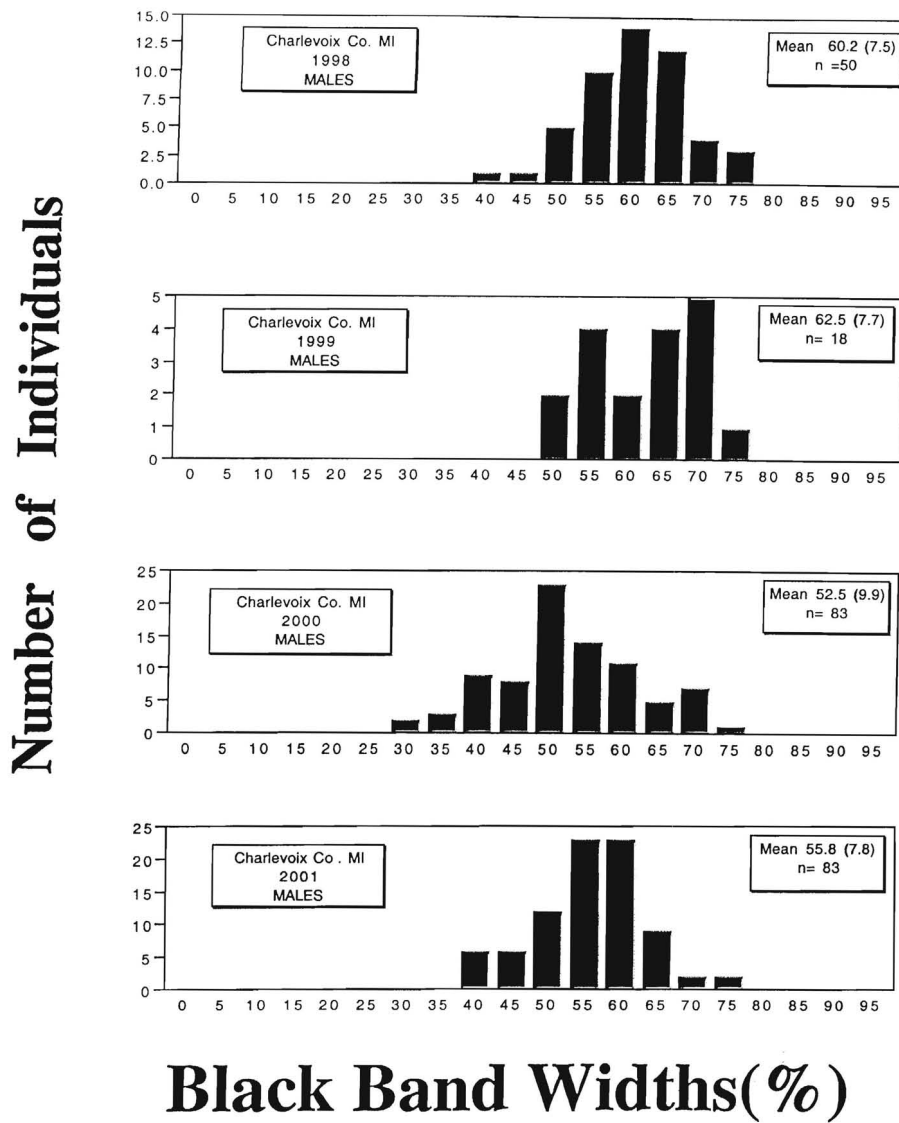 Number of Individuals
15.0
12.5
10.0
7.5
5.0
2.5
0.0
Charlevoix Co. MI
1998
MALES
Mean 60.2 (7.5)
n =50
0 5 10 15 20 25 30 35 40 45 50 55 60 65 70 75 80 85 90 95
5
4
3
2
1
0
Charlevoix Co. MI
1999
MALES
Mean 62.5 (7.7)
n= 18
0 5 10 15 20 25 30 35 40 45 50 55 60 65 70 75 80 85 90 95
25
20
15
10
5
0
Charlevoix Co. MI
2000
MALES
Mean 52.5 (9.9)
n= 83
0 5 10 15 20 25 30 35 40 45 50 55 60 65 70 75 80 85 90 95
25
20
15
10
5
0
Charlevoix Co . MI
2001
MALES
Mean 55.8 (7.8)
n= 83
0 5 10 15 20 25 30 35 40 45 50 55 60 65 70 75 80 85 90 95
Black Band Widths(%)